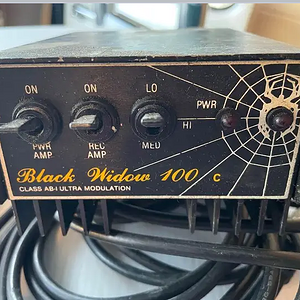 ON ON LO
PWR
HI
PWR AMP REC AMP MED
Black Widow 100 C
CLASS AB-I ULTRA MODULATION